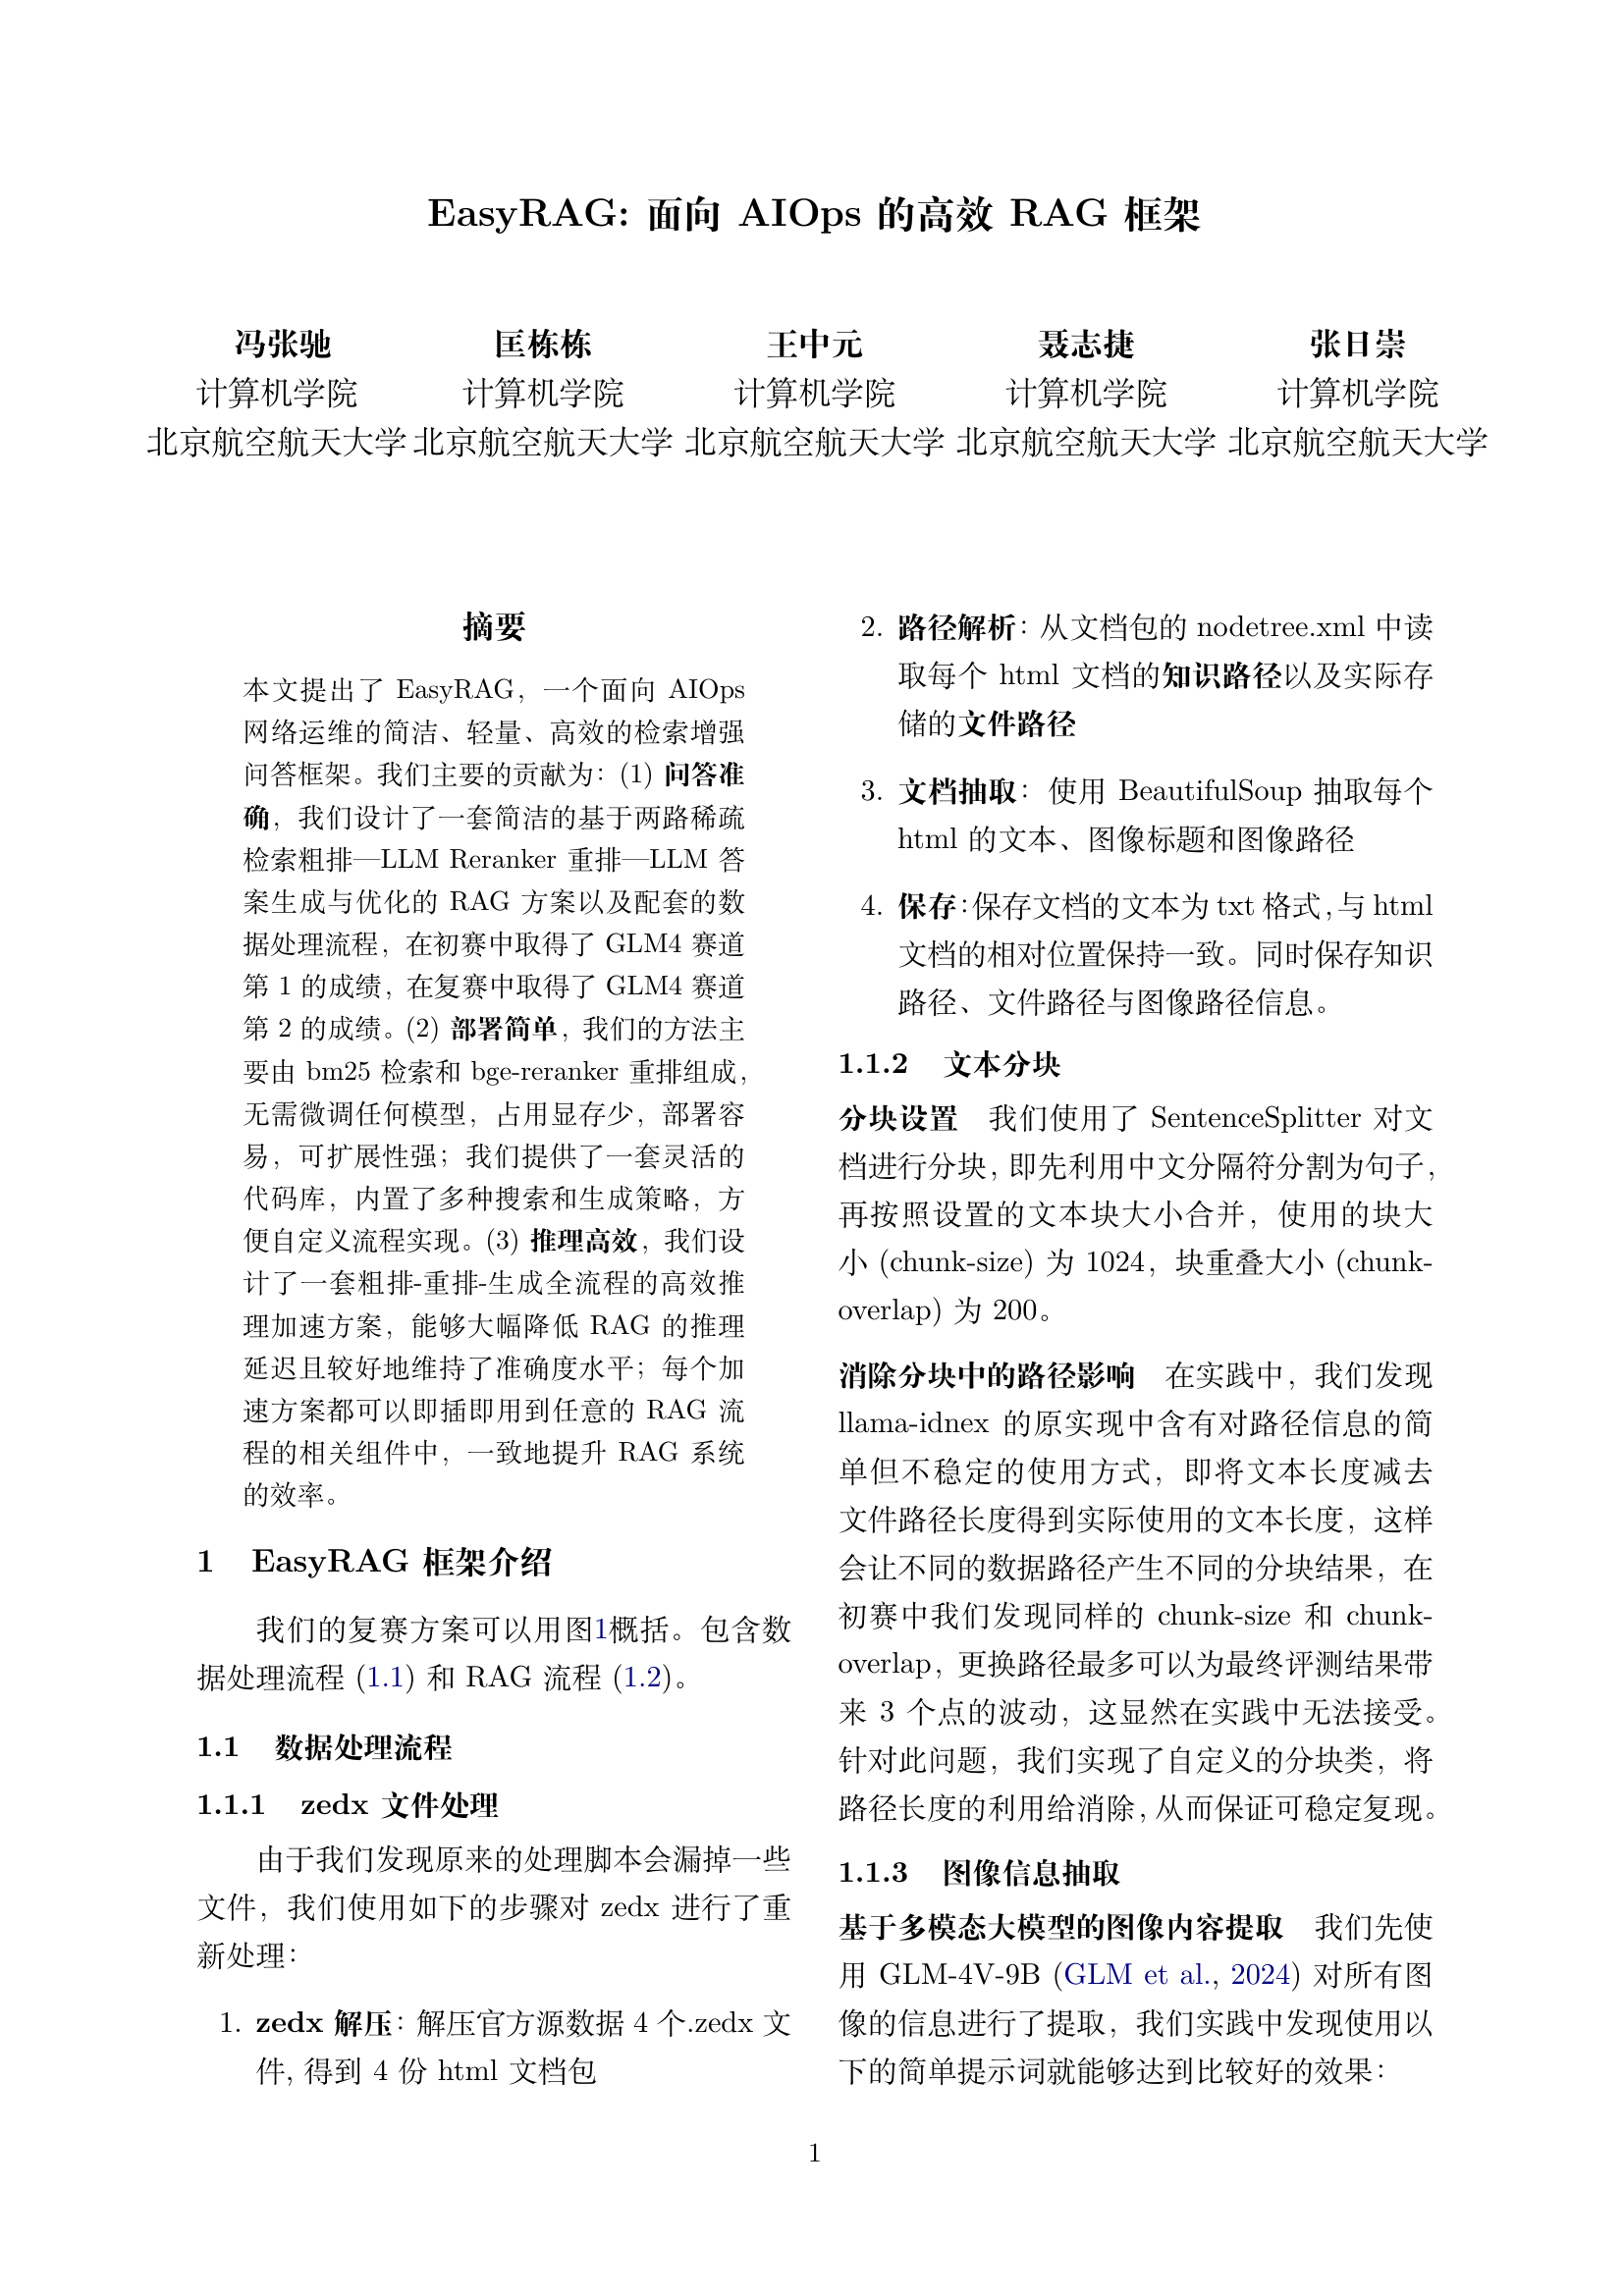 EasyRAG: 面向 AIOps 的高效 RAG 框架
冯张驰 匡栋栋 王中元 聂志捷 张日崇
计算机学院 计算机学院 计算机学院 计算机学院 计算机学院
北京航空航天大学 北京航空航天大学 北京航空航天大学 北京航空航天大学 北京航空航天大学
摘要
本文提出了 EasyRAG，一个面向 AIOps
网络运维的简洁、轻量、高效的检索增强
问答框架。我们主要的贡献为：(1) 问答准
确，我们设计了一套简洁的基于两路稀疏
检索粗排—LLM Reranker 重排—LLM 答
案生成与优化的 RAG 方案以及配套的数
据处理流程，在初赛中取得了 GLM4 赛道
第 1 的成绩，在复赛中取得了 GLM4 赛道
第 2 的成绩。(2) 部署简单，我们的方法主
要由 bm25 检索和 bge-reranker 重排组成，
无需微调任何模型，占用显存少，部署容
易，可扩展性强；我们提供了一套灵活的
代码库，内置了多种搜索和生成策略，方
便自定义流程实现。(3) 推理高效，我们设
计了一套粗排-重排-生成全流程的高效推
理加速方案，能够大幅降低 RAG 的推理
延迟且较好地维持了准确度水平；每个加
速方案都可以即插即用到任意的 RAG 流
程的相关组件中，一致地提升 RAG 系统
的效率。
1 EasyRAG 框架介绍
我们的复赛方案可以用图1概括。包含数
据处理流程 (1.1) 和 RAG 流程 (1.2)。
1.1 数据处理流程
1.1.1 zedx 文件处理
由于我们发现原来的处理脚本会漏掉一些
文件，我们使用如下的步骤对 zedx 进行了重
新处理：
1. zedx 解压：解压官方源数据 4 个.zedx 文
件, 得到 4 份 html 文档包
2. 路径解析：从文档包的 nodetree.xml 中读
取每个 html 文档的知识路径以及实际存
储的文件路径
3. 文档抽取：使用 BeautifulSoup 抽取每个
html 的文本、图像标题和图像路径
4. 保存：保存文档的文本为 txt 格式，与 html
文档的相对位置保持一致。同时保存知识
路径、文件路径与图像路径信息。
1.1.2 文本分块
分块设置 我们使用了 SentenceSplitter 对文
档进行分块，即先利用中文分隔符分割为句子，
再按照设置的文本块大小合并，使用的块大
小 (chunk-size) 为 1024，块重叠大小 (chunk-
overlap) 为 200。
消除分块中的路径影响 在实践中，我们发现
llama-idnex 的原实现中含有对路径信息的简
单但不稳定的使用方式，即将文本长度减去
文件路径长度得到实际使用的文本长度，这样
会让不同的数据路径产生不同的分块结果，在
初赛中我们发现同样的 chunk-size 和 chunk-
overlap，更换路径最多可以为最终评测结果带
来 3 个点的波动，这显然在实践中无法接受。
针对此问题，我们实现了自定义的分块类，将
路径长度的利用给消除，从而保证可稳定复现。
1.1.3 图像信息抽取
基于多模态大模型的图像内容提取 我们先使
用 GLM-4V-9B (GLM et al., 2024) 对所有图
像的信息进行了提取，我们实践中发现使用以
下的简单提示词就能够达到比较好的效果：
1